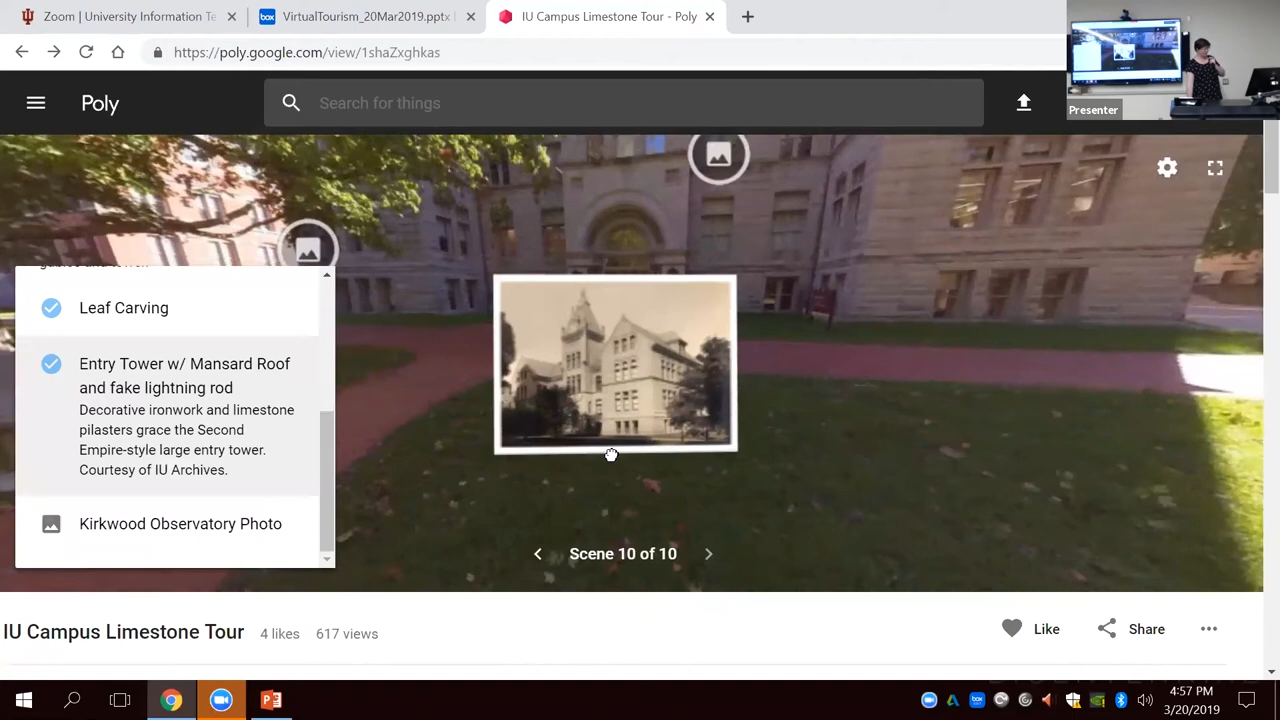 Zoom | University Information Te
VirtualTourism_20Mar2019.pptx
IU Campus Limestone Tour - Poly
https://poly.google.com/view/1shaZxghkas
Presenter
Poly
Search for things
Leaf Carving
Entry Tower w/ Mansard Roof
and fake lightning rod
Decorative ironwork and limestone
pilasters grace the Second
Empire-style large entry tower.
Courtesy of IU Archives.
Kirkwood Observatory Photo
Scene 10 of 10
IU Campus Limestone Tour
4 likes
617 views
Like
Share
4:57 PM
3/20/2019